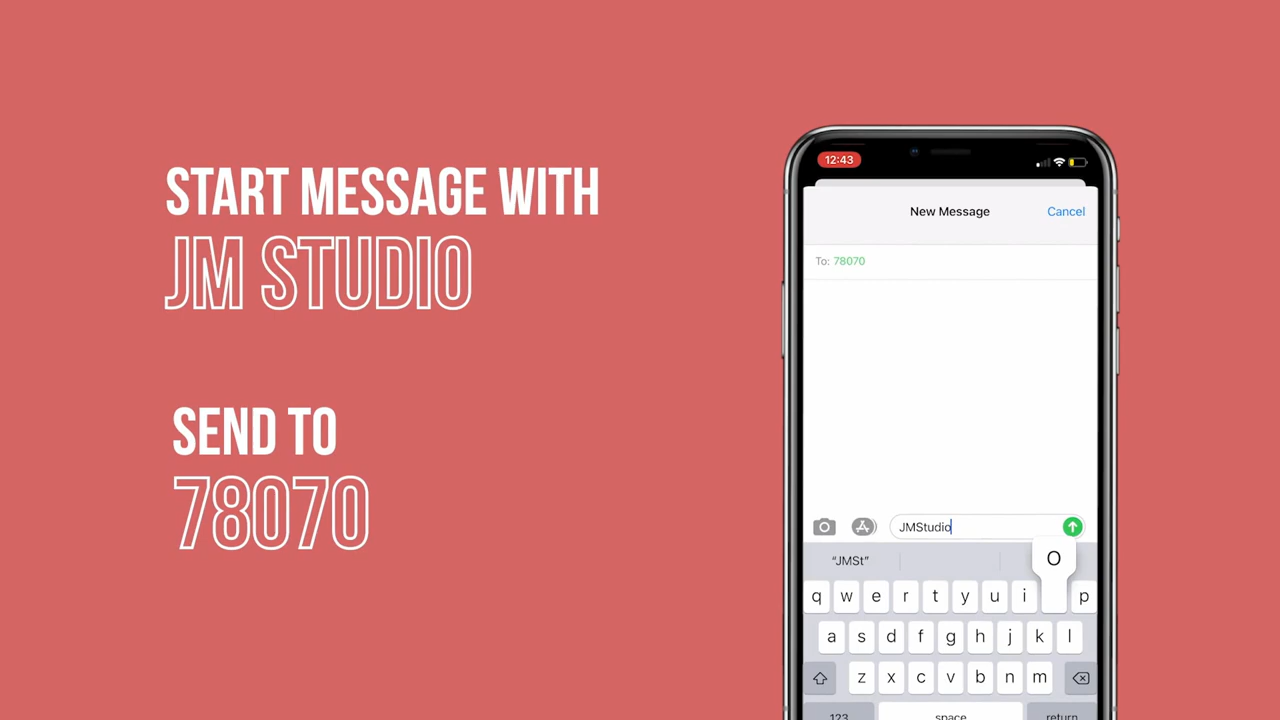 START MESSAGE WITH
JM STUDIO
SEND TO
78070
12:43
New Message
Cancel
To: 78070
JMStudio
“JMSt”
O
q w e r t y u i p
a s d f g h j k l
z x c v b n m
123 space return